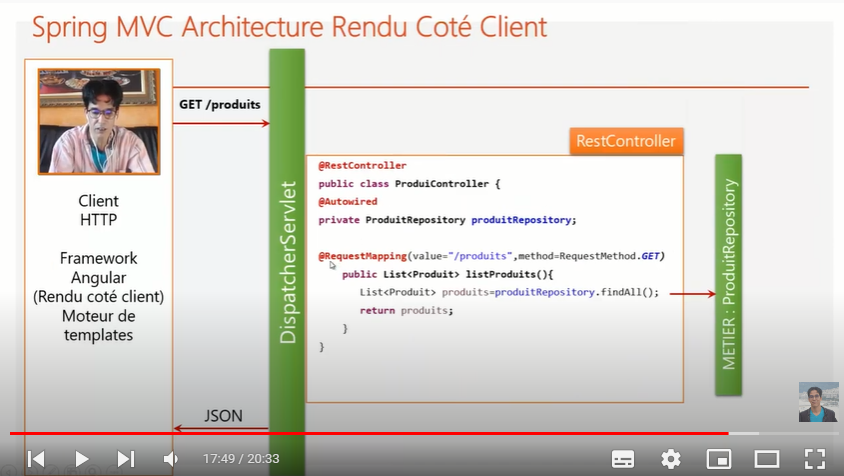 Spring MVC Architecture Rendu Coté Client
GET /produits
Client
HTTP
Framework
Angular
(Rendu coté client)
Moteur de
templates
JSON
DispatcherServlet
RestController
@RestController
public class ProduiController {
@Autowired
private ProduitRepository produitRepository;
@RequestMapping(value="/produits",method=RequestMethod.GET)
public List<Produit> listProduits(){
List<Produit> produits=produitRepository.findAll();
return produits;
}
}
METIER : ProduitRepository
17:49 / 20:33